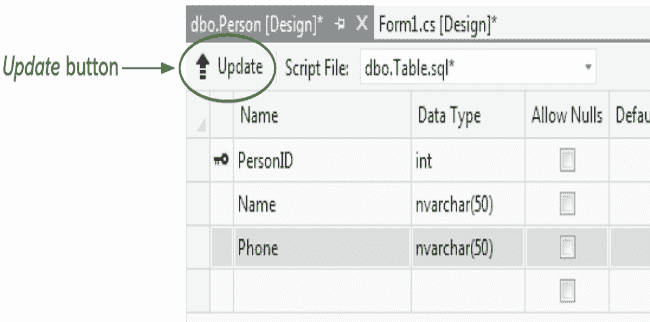 dbo.Person [Design]* Form1.cs [Design]*
Update button Update Script File: dbo.Table.sql*
Name Data Type Allow Nulls Defau
PersonID int
Name nvarchar(50)
Phone nvarchar(50)